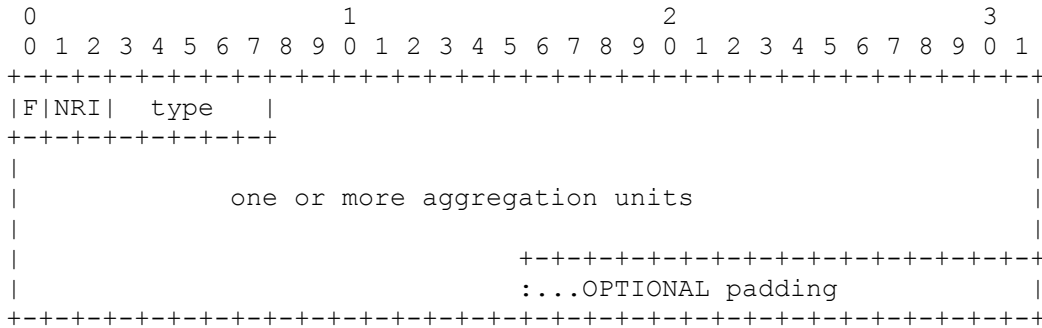 0                   1                   2                   3
 0 1 2 3 4 5 6 7 8 9 0 1 2 3 4 5 6 7 8 9 0 1 2 3 4 5 6 7 8 9 0 1
+-+-+-+-+-+-+-+-+-+-+-+-+-+-+-+-+-+-+-+-+-+-+-+-+-+-+-+-+-+-+-+-+
|F|NRI|  type   |                                               |
+-+-+-+-+-+-+-+-+                                               |
|                                                               |
|             one or more aggregation units                     |
|                                                               |
|                               +-+-+-+-+-+-+-+-+-+-+-+-+-+-+-+-+
|                               :...OPTIONAL padding            |
+-+-+-+-+-+-+-+-+-+-+-+-+-+-+-+-+-+-+-+-+-+-+-+-+-+-+-+-+-+-+-+-+